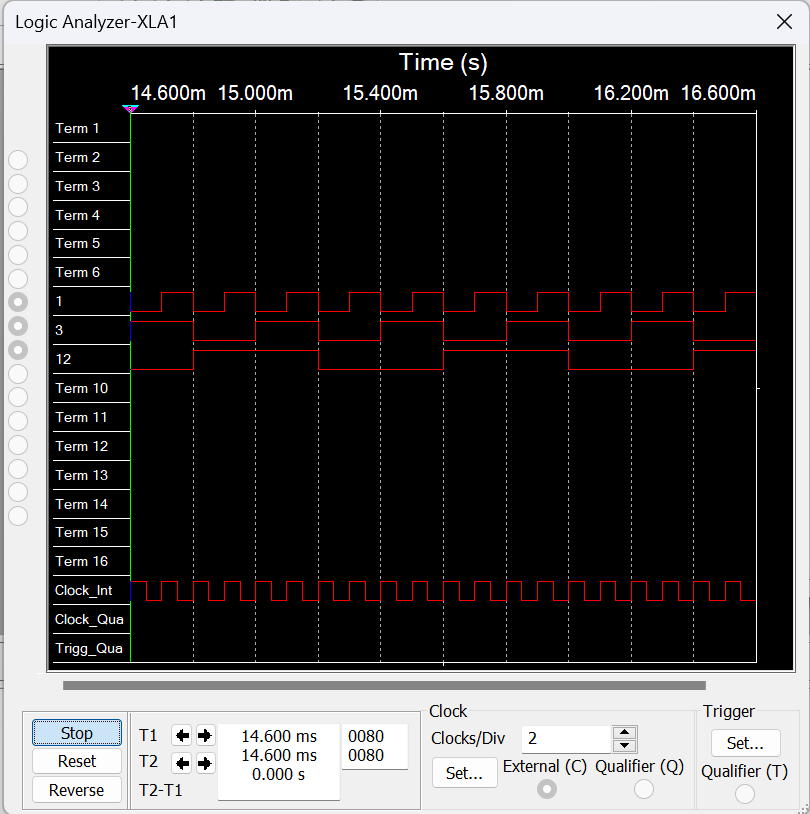 Logic Analyzer-XLA1
Time (s)
14.600m 15.000m 15.400m 15.800m 16.200m 16.600m
Term 1
Term 2
Term 3
Term 4
Term 5
Term 6
1
3
12
Term 10
Term 11
Term 12
Term 13
Term 14
Term 15
Term 16
Clock_Int
Clock_Qua
Trigg_Qua
Stop
Reset
Reverse
T1 14.600 ms 0080
T2 14.600 ms 0080
T2-T1 0.000 s
Clock
Clocks/Div 2
Set... External (C) Qualifier (Q)
Trigger
Set...
Qualifier (T)